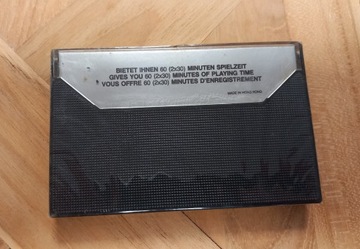 BIETET IHNEN 60 (2x30) MINUTEN SPIELZEIT
GIVES YOU 60 (2x30) MINUTES OF PLAYING TIME
VOUS OFFRE 60 (2x30) MINUTES D'ENREGISTREMENT
MADE IN HONG KONG